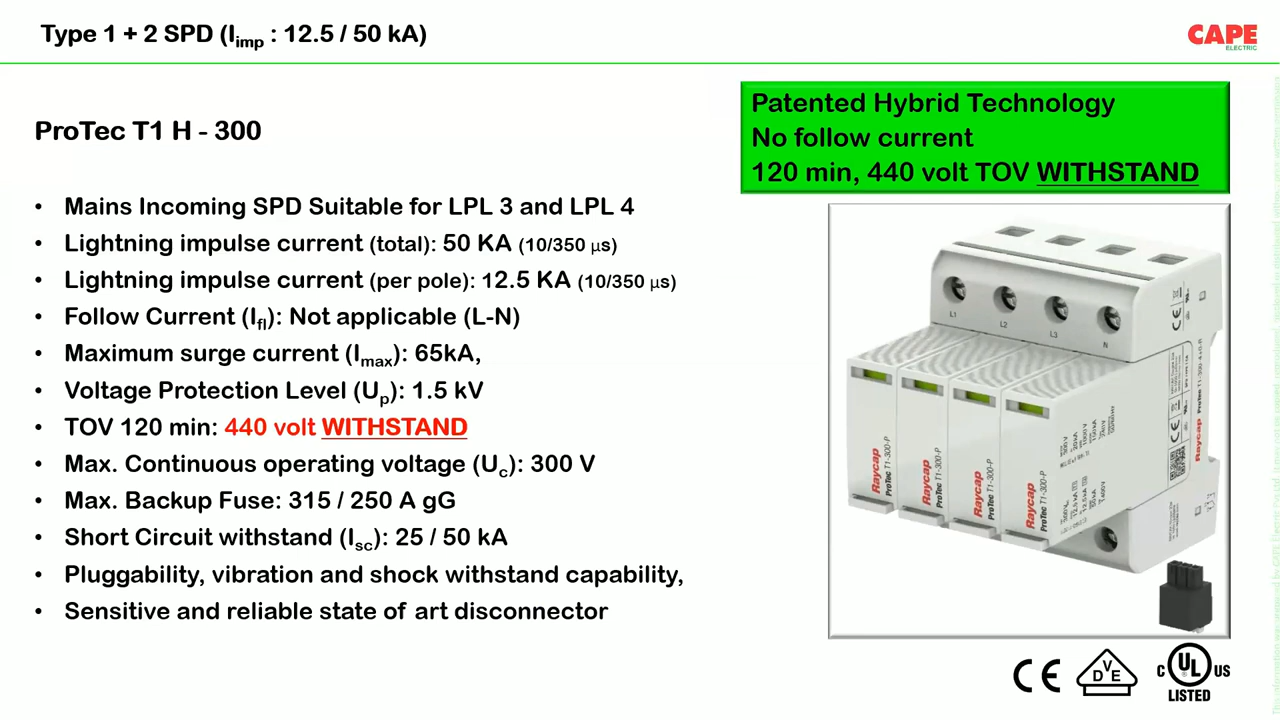 Type 1 + 2 SPD (Iimp : 12.5 / 50 kA)
CAPE
ELECTRIC
Patented Hybrid Technology
No follow current
120 min, 440 volt TOV WITHSTAND
ProTec T1 H - 300
• Mains Incoming SPD Suitable for LPL 3 and LPL 4
• Lightning impulse current (total): 50 KA (10/350 μs)
• Lightning impulse current (per pole): 12.5 KA (10/350 μs)
• Follow Current (Ifl): Not applicable (L-N)
• Maximum surge current (Imax): 65kA,
• Voltage Protection Level (Up): 1.5 kV
• TOV 120 min: 440 volt WITHSTAND
• Max. Continuous operating voltage (Uc): 300 V
• Max. Backup Fuse: 315 / 250 A gG
• Short Circuit withstand (Isc): 25 / 50 kA
• Pluggability, vibration and shock withstand capability,
• Sensitive and reliable state of art disconnector
L1
L2
L3
N
Raycap
ProTec T1-300-P
Raycap
ProTec T1-300-P
Raycap
ProTec T1-300-P
Raycap
ProTec T1-300-P
Raycap
CE
VDE
C UL US
LISTED